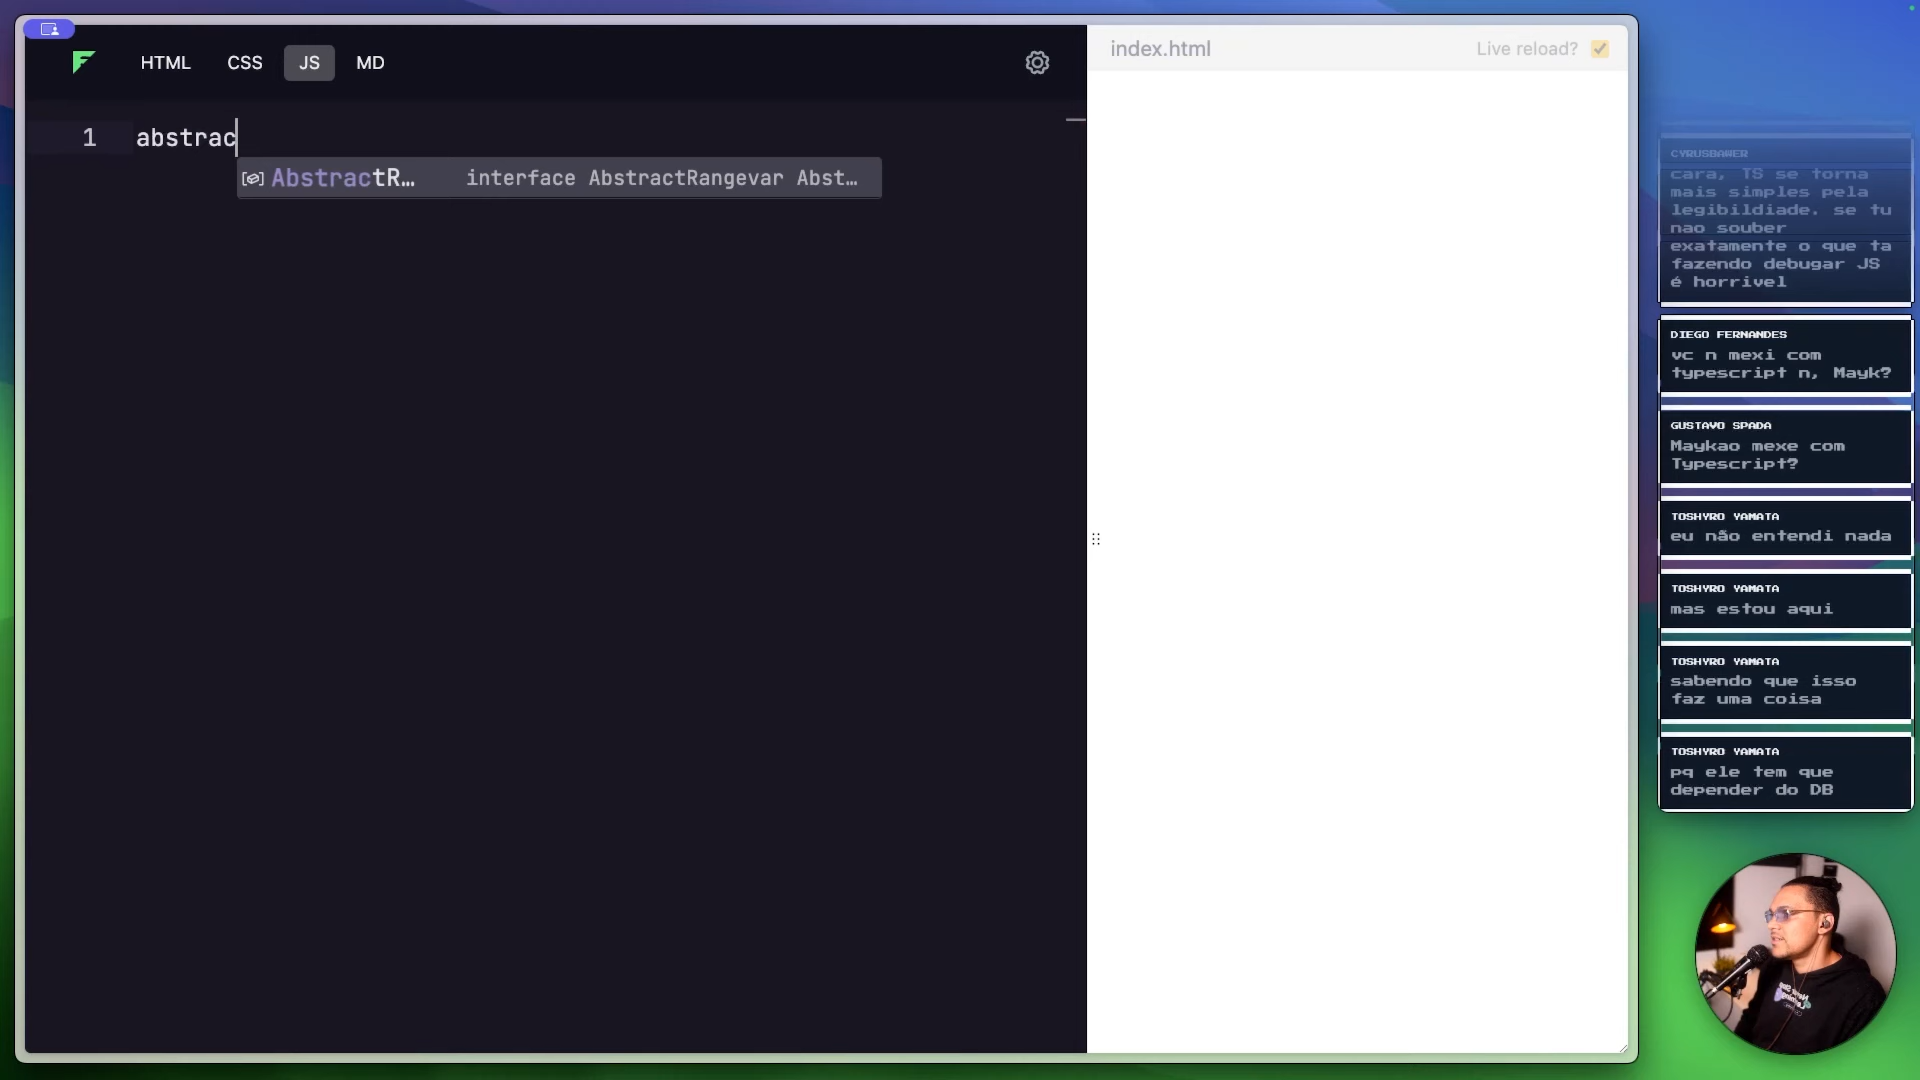 HTML CSS JS MD
index.html
Live reload?
1 abstrac
AbstractR… interface AbstractRangevar Abst…
CYRUSBAWER
cara, TS se torna
mais simples pela
legibildiade. se tu
nao souber
exatamente o que ta
fazendo debugar JS
é horrivel
DIEGO FERNANDES
vc n mexi com
typescript n, Mayk?
GUSTAVO SPADA
Maykao mexe com
Typescript?
TOSHYRO YAMATA
eu não entendi nada
TOSHYRO YAMATA
mas estou aqui
TOSHYRO YAMATA
sabendo que isso
faz uma coisa
TOSHYRO YAMATA
pq ele tem que
depender do DB